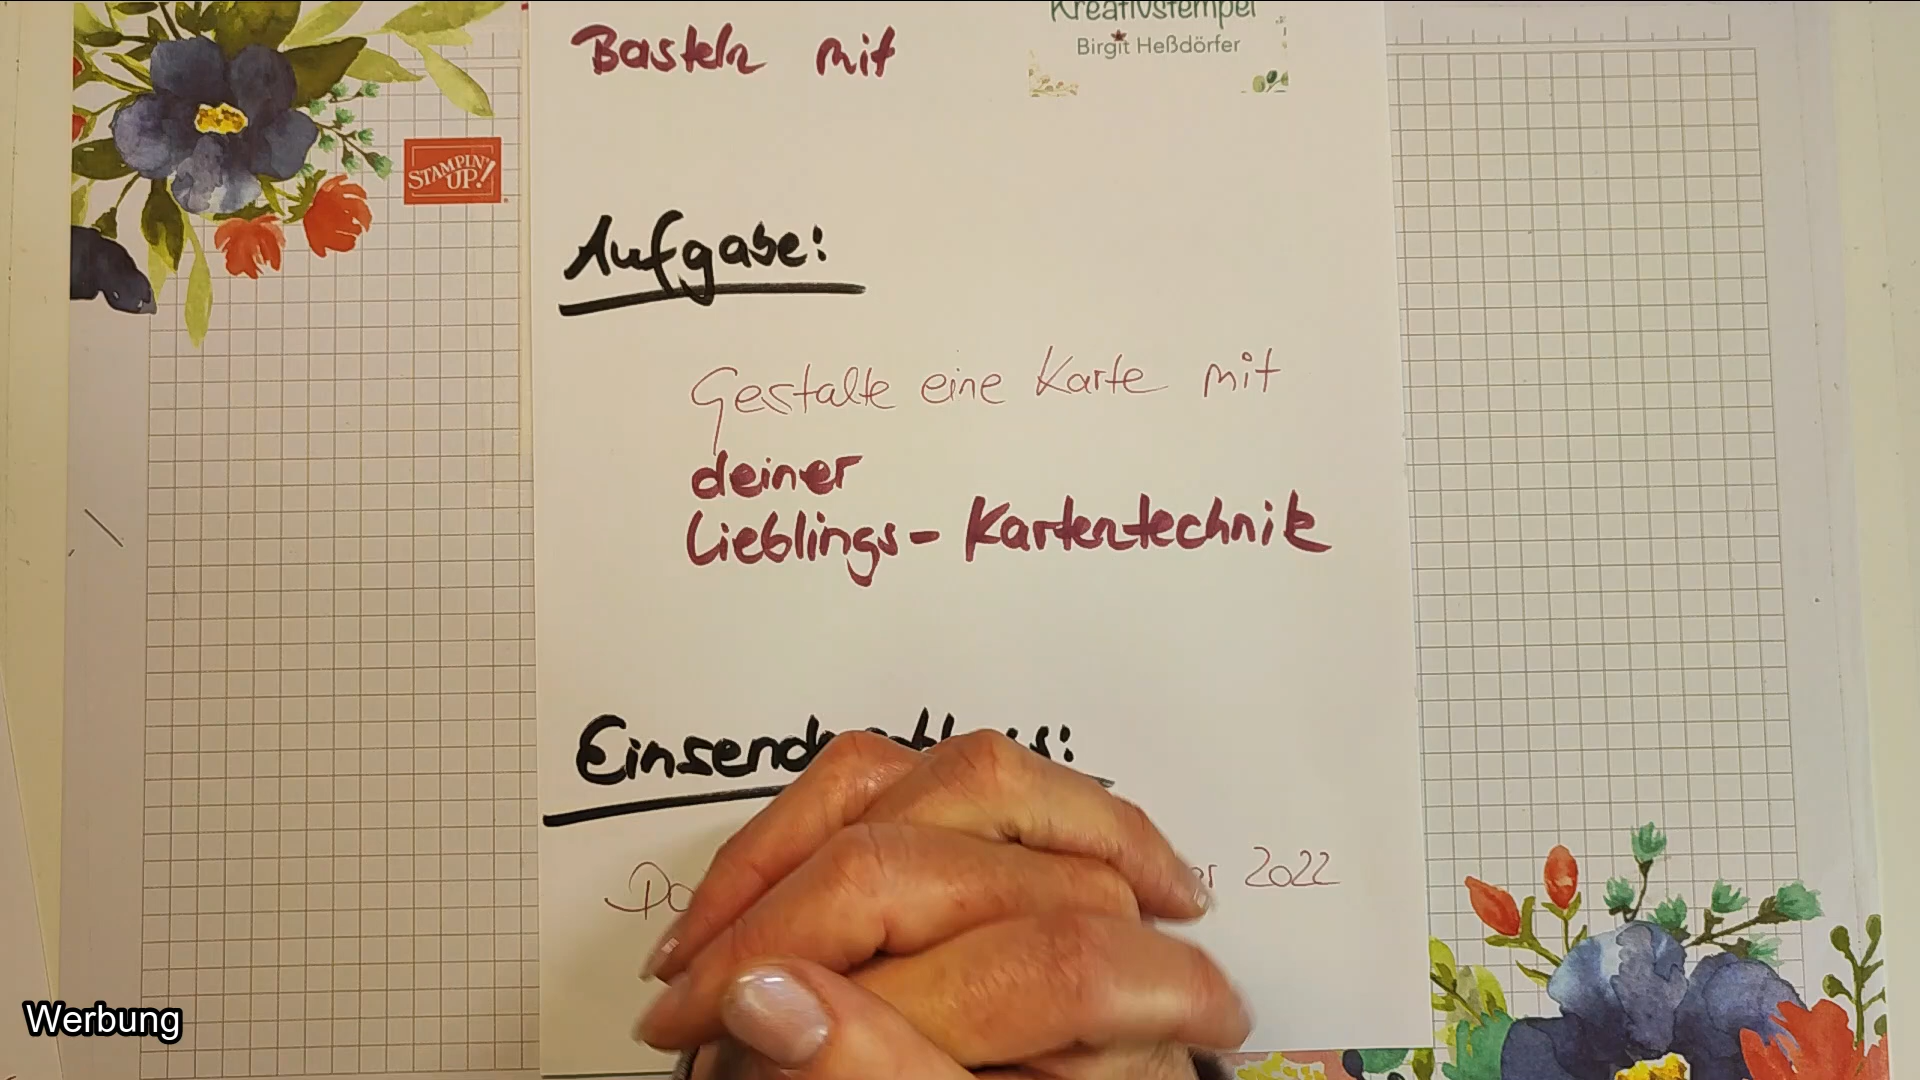 Kreativstempel
Basteln mit
Birgit Heßdörfer
STAMPIN'
UP!
Aufgabe:
Gestalte eine Karte mit
deiner
Lieblings - Kartentechnik
2022
Werbung